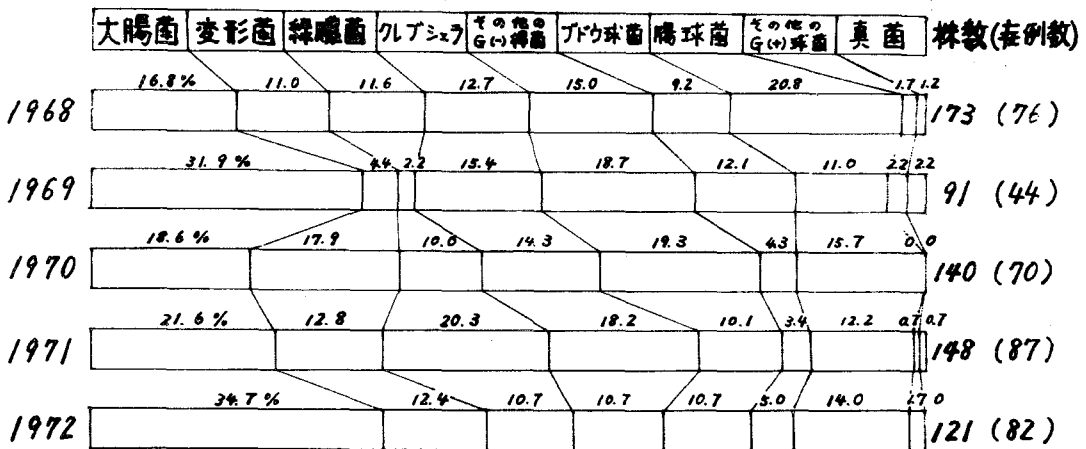 大腸菌 変形菌 緑膿菌 クレブシェラ その他のG(-)桿菌 ブドウ球菌 腸球菌 その他のG(+)球菌 真菌 株数(症例数)
16.8% 11.0 11.6 12.7 15.0 9.2 20.8 1.7 1.2
1968 173 (76)
31.9% 4.4 2.2 15.4 18.7 12.1 11.0 2.2 2.2
1969 91 (44)
18.6% 17.9 10.0 14.3 19.3 4.3 15.7 0 0
1970 140 (70)
21.6% 12.8 20.3 18.2 10.1 3.4 12.2 0.7 0.7
1971 148 (87)
34.7% 12.4 10.7 10.7 10.7 5.0 14.0 1.7 0
1972 121 (82)